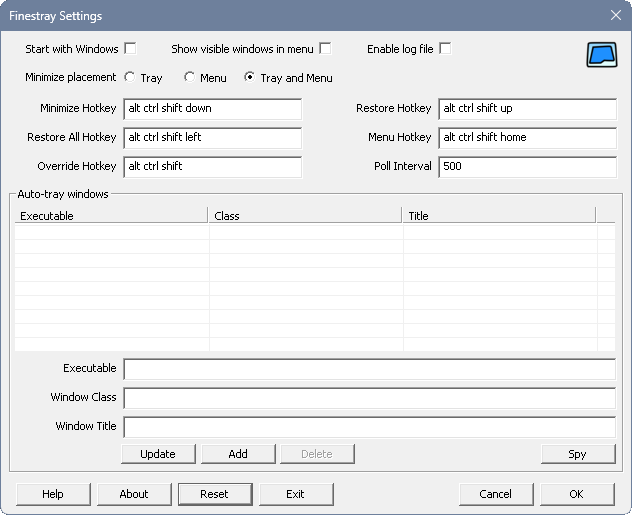 Finestray Settings
Start with Windows Show visible windows in menu Enable log file
Minimize placement Tray Menu Tray and Menu
Minimize Hotkey alt ctrl shift down Restore Hotkey alt ctrl shift up
Restore All Hotkey alt ctrl shift left Menu Hotkey alt ctrl shift home
Override Hotkey alt ctrl shift Poll Interval 500
Auto-tray windows
Executable Class Title
Executable
Window Class
Window Title
Update Add Delete Spy
Help About Reset Exit Cancel OK